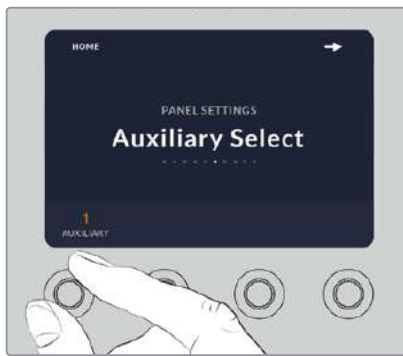 HOME
PANEL SETTINGS
Auxiliary Select
1
AUXILIARY